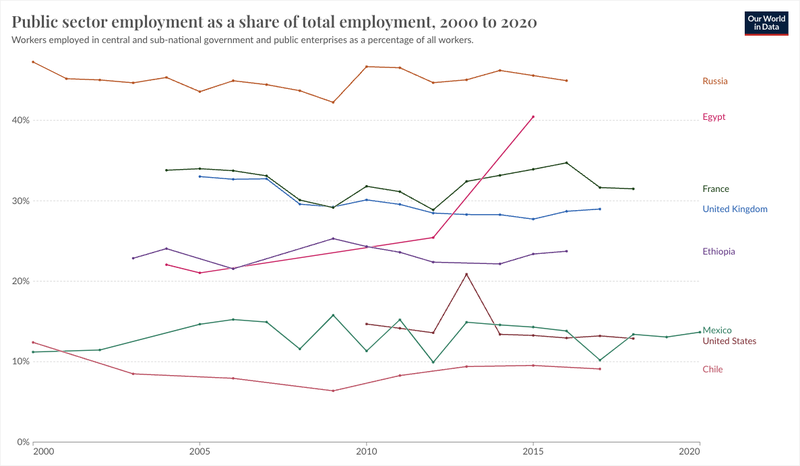 Public sector employment as a share of total employment, 2000 to 2020
Workers employed in central and sub-national government and public enterprises as a percentage of all workers.
Our World
in Data
40%
30%
20%
10%
0%
2000
2005
2010
2015
2020
Russia
Egypt
France
United Kingdom
Ethiopia
Mexico
United States
Chile